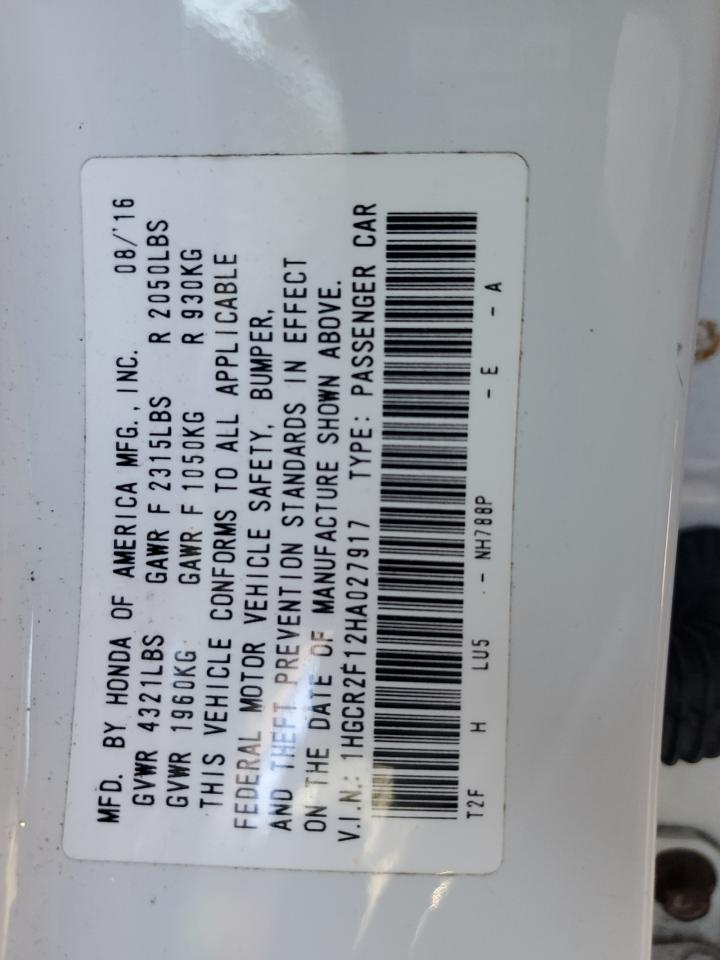 MFD. BY HONDA OF AMERICA MFG., INC. 08/'16
GVWR 4321LBS GAWR F 2315LBS R 2050LBS
GVWR 1960KG GAWR F 1050KG R 930KG
THIS VEHICLE CONFORMS TO ALL APPLICABLE
FEDERAL MOTOR VEHICLE SAFETY, BUMPER,
AND THEFT PREVENTION STANDARDS IN EFFECT
ON THE DATE OF MANUFACTURE SHOWN ABOVE.
V.I.N.: 1HGCR2F12HA027917 TYPE: PASSENGER CAR
T2F H LU5 - NH788P - E - A